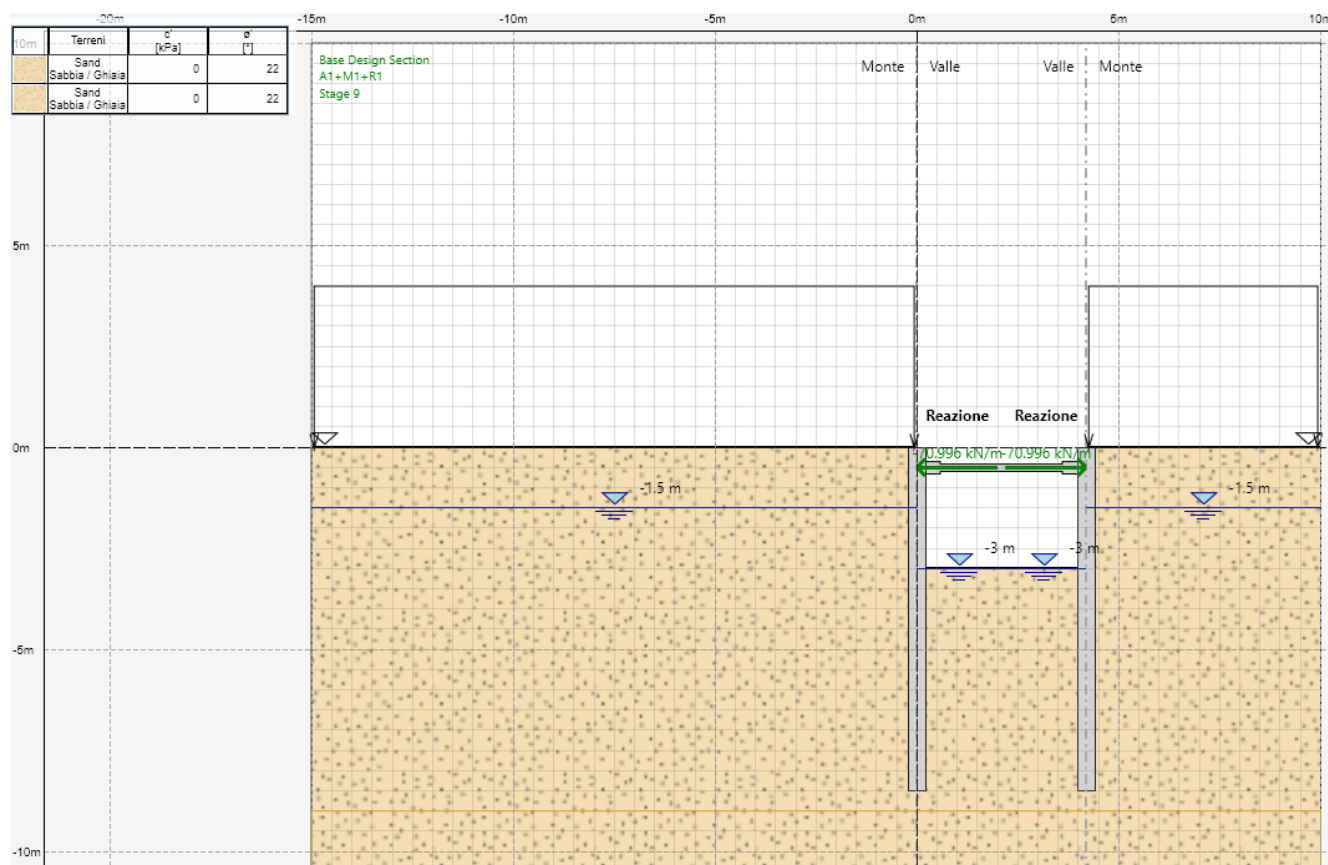 -20m -15m -10m -5m 0m 5m 10m
10m
Terreni c' [kPa] ø' [°]
Sand
Sabbia / Ghiaia 0 22
Sand
Sabbia / Ghiaia 0 22
Base Design Section
A1+M1+R1
Stage 9
Monte Valle Valle Monte
5m
Reazione Reazione
0m
-70.996 kN/m
-70.996 kN/m
-1.5 m -1.5 m
-3 m -3 m
-5m
-10m